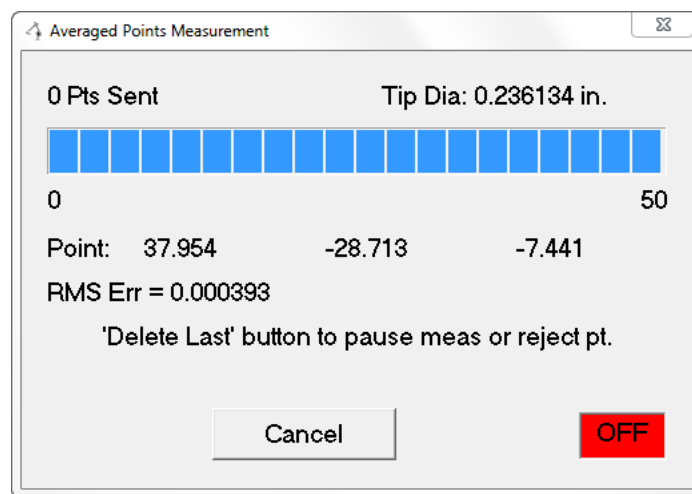 Averaged Points Measurement
0 Pts Sent Tip Dia: 0.236134 in.
0 50
Point: 37.954 -28.713 -7.441
RMS Err = 0.000393
'Delete Last' button to pause meas or reject pt.
Cancel OFF